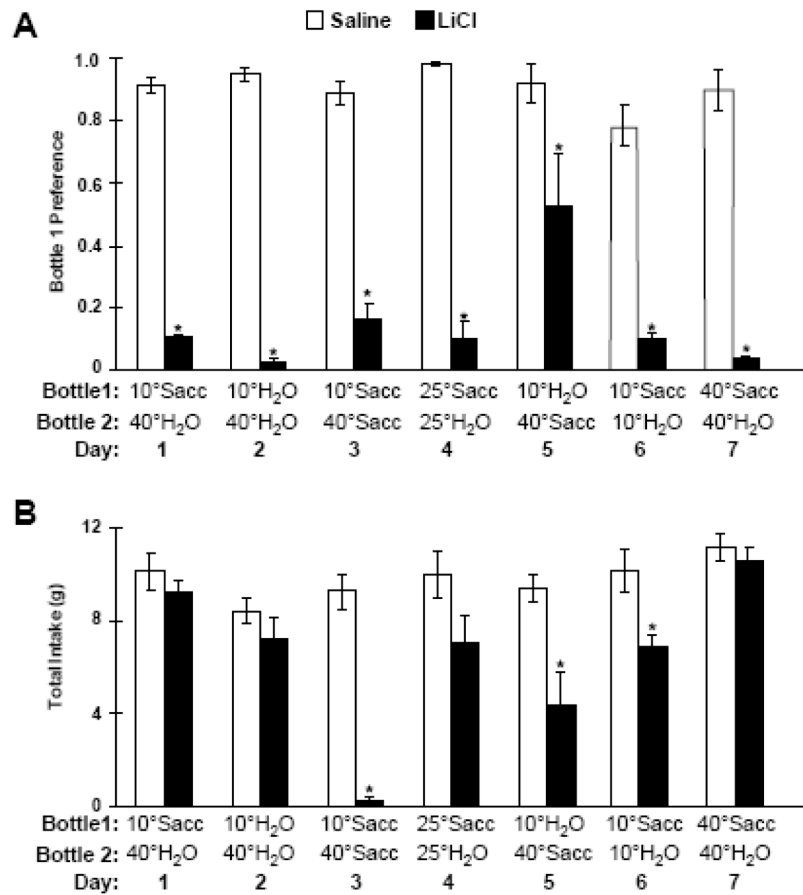 A
Saline LiCl
Bottle 1 Preference
1.0
0.8
0.6
0.4
0.2
0
* * * * * * *
Bottle1: 10°Sacc 10°H₂O 10°Sacc 25°Sacc 10°H₂O 10°Sacc 40°Sacc
Bottle 2: 40°H₂O 40°H₂O 40°Sacc 25°H₂O 40°Sacc 10°H₂O 40°H₂O
Day: 1 2 3 4 5 6 7
B
Total Intake (g)
12
8
4
0
* * *
Bottle1: 10°Sacc 10°H₂O 10°Sacc 25°Sacc 10°H₂O 10°Sacc 40°Sacc
Bottle 2: 40°H₂O 40°H₂O 40°Sacc 25°H₂O 40°Sacc 10°H₂O 40°H₂O
Day: 1 2 3 4 5 6 7